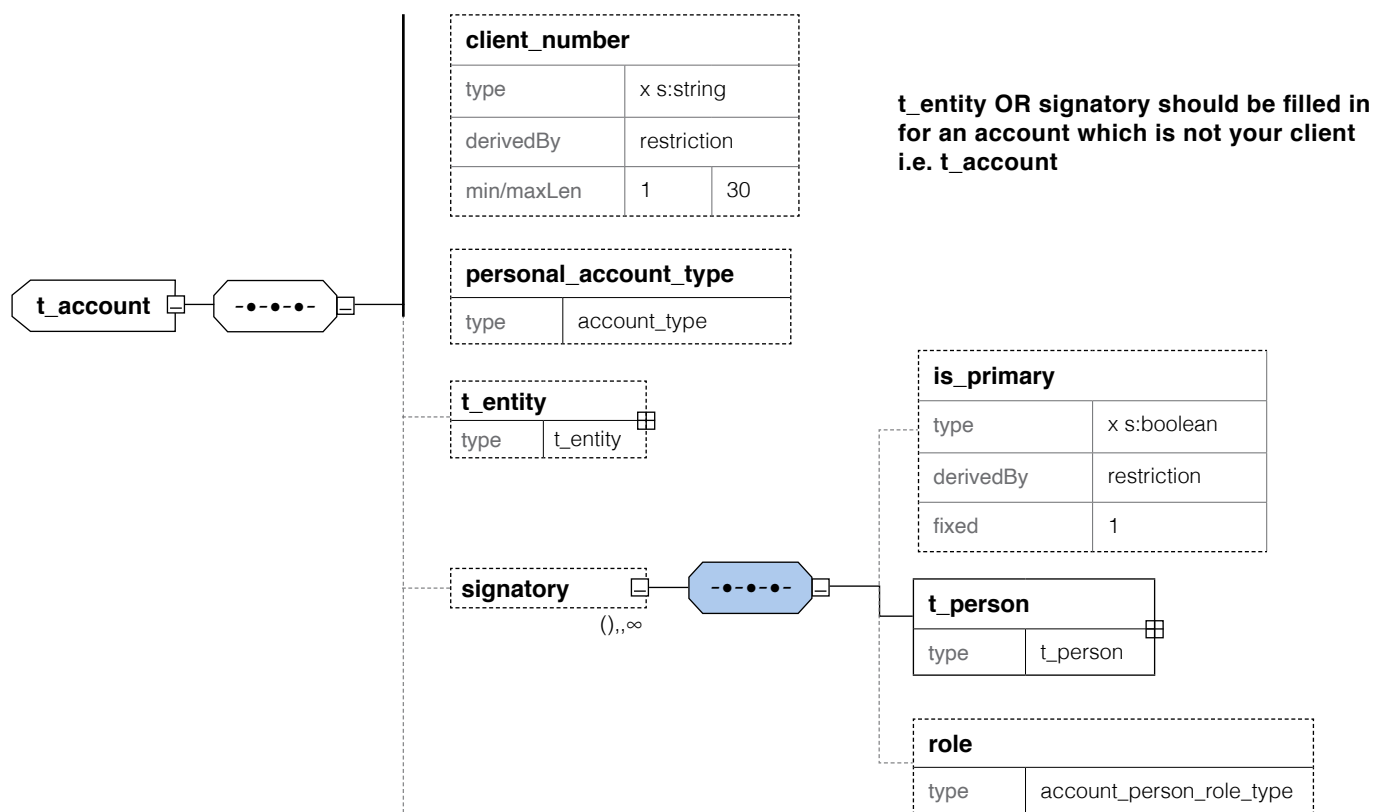 client_number
type x s:string
derivedBy restriction
min/maxLen 1 30
t_entity OR signatory should be filled in
for an account which is not your client
i.e. t_account
personal_account_type
type account_type
t_account
t_entity
type t_entity
is_primary
type x s:boolean
derivedBy restriction
fixed 1
signatory
(),,∞
t_person
type t_person
role
type account_person_role_type